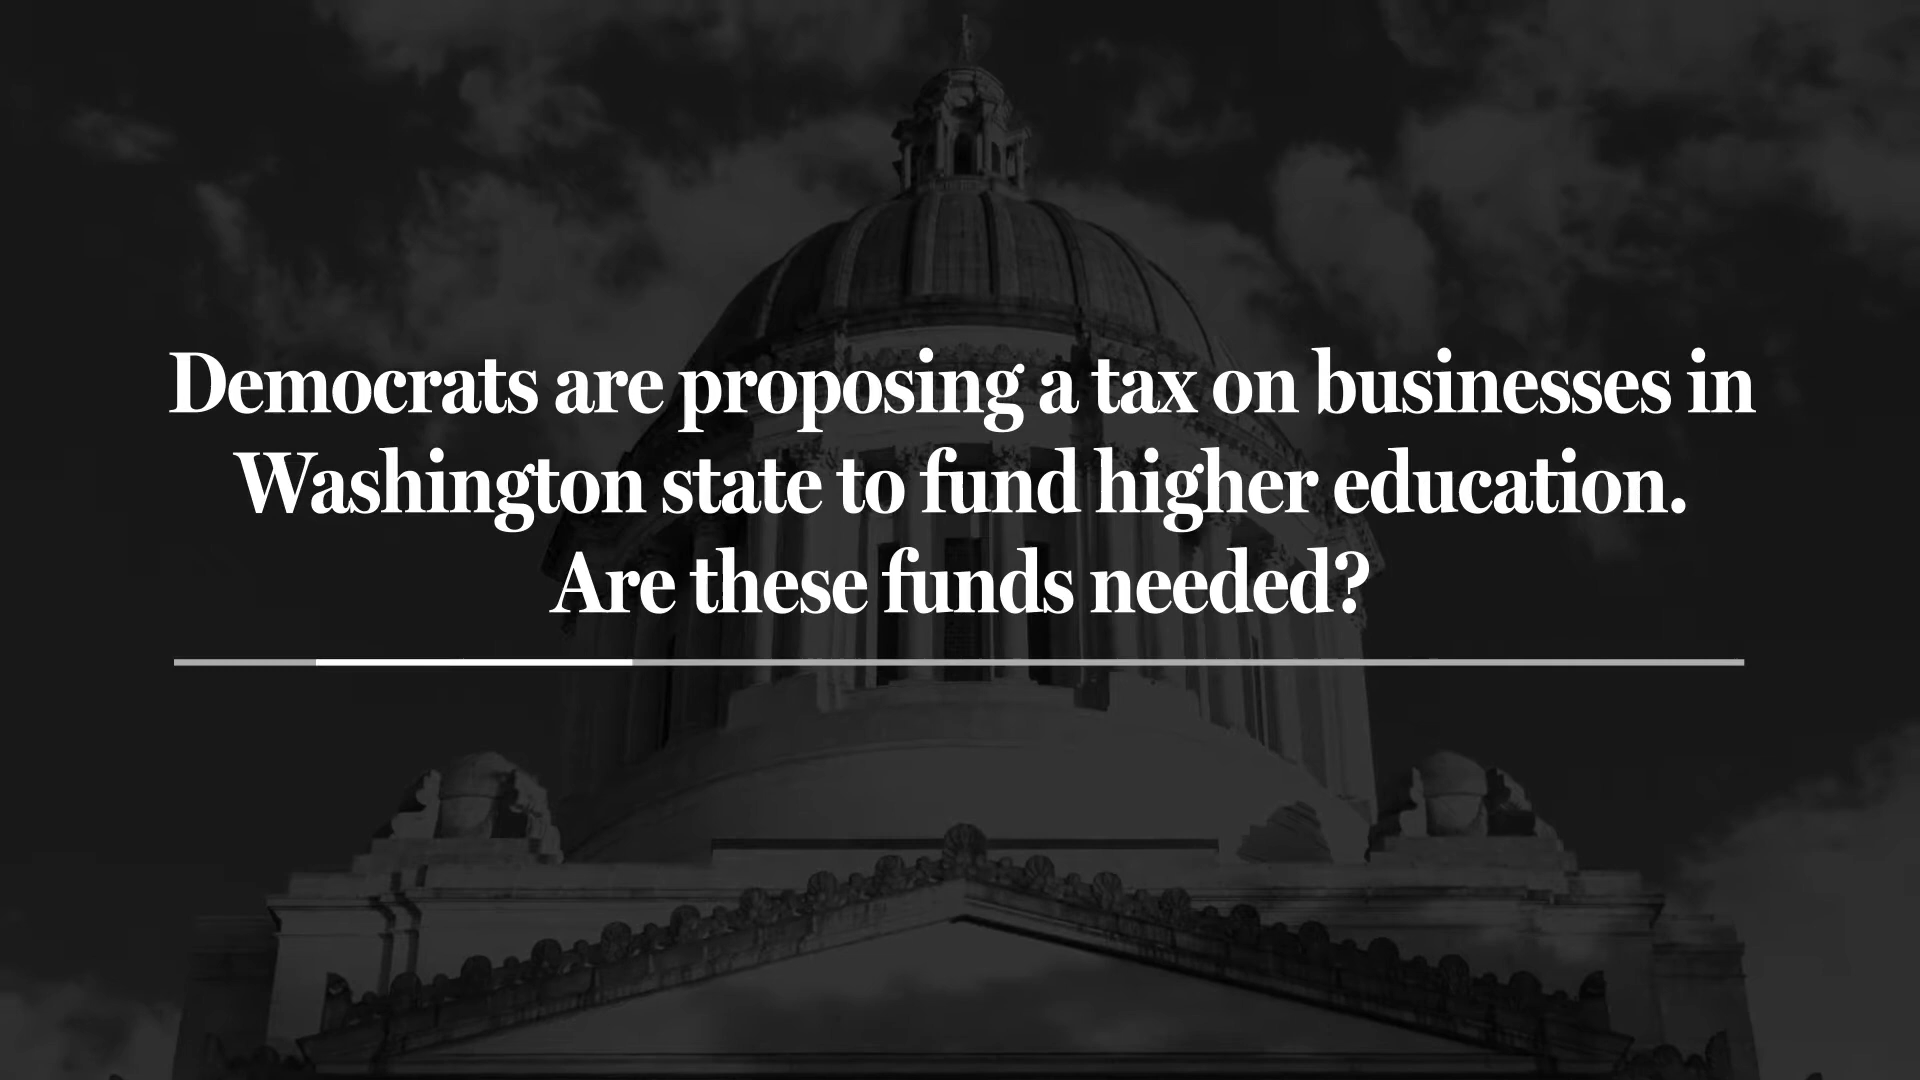 Democrats are proposing a tax on businesses in
Washington state to fund higher education.
Are these funds needed?